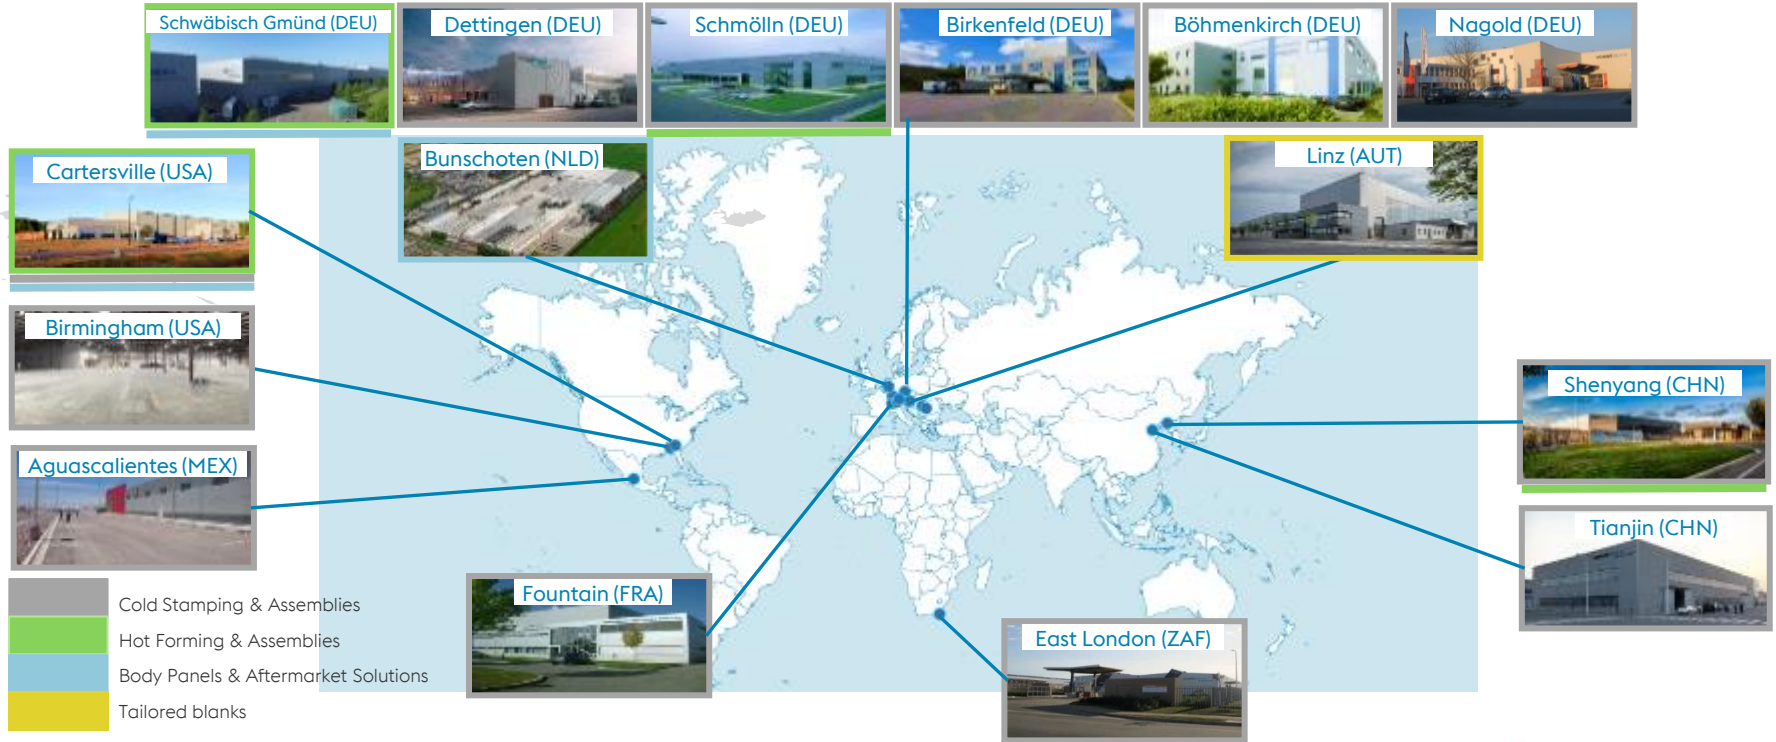 Schwäbisch Gmünd (DEU)
Dettingen (DEU)
Schmölln (DEU)
Birkenfeld (DEU)
Böhmenkirch (DEU)
Nagold (DEU)
Cartersville (USA)
Bunschoten (NLD)
Linz (AUT)
Birmingham (USA)
Shenyang (CHN)
Aguascalientes (MEX)
Tianjin (CHN)
Fountain (FRA)
East London (ZAF)
Cold Stamping & Assemblies
Hot Forming & Assemblies
Body Panels & Aftermarket Solutions
Tailored blanks